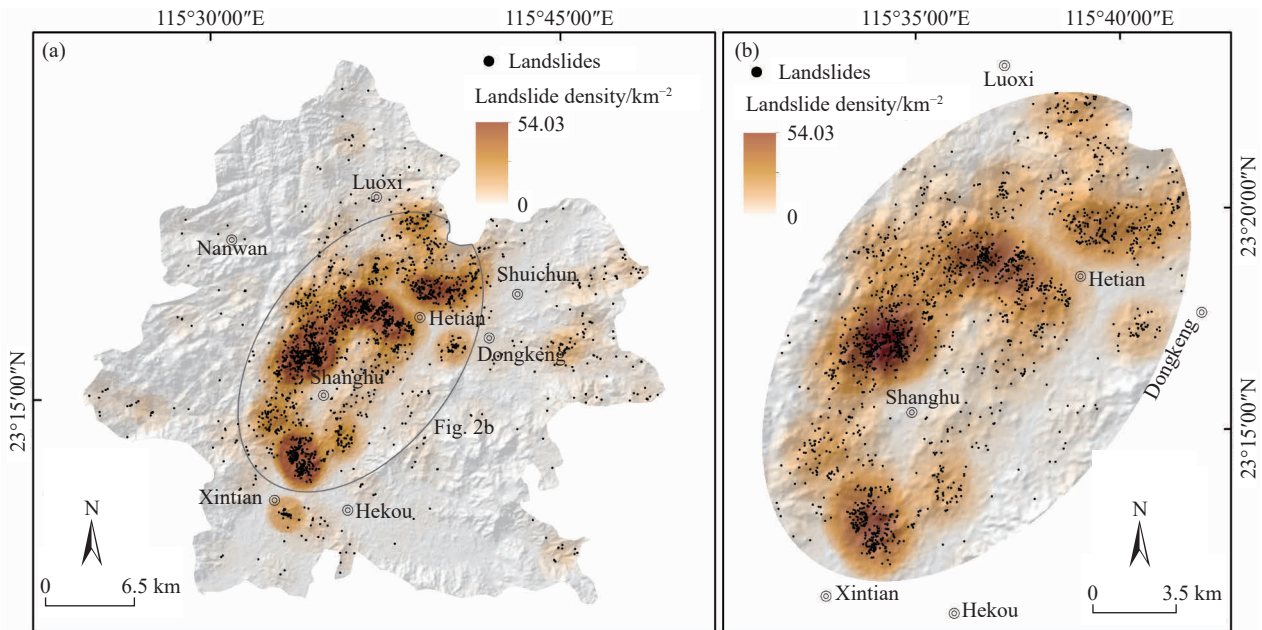 115°30′00″E
115°45′00″E
(a)
Landslides
Landslide density/km⁻²
54.03
0
Luoxi
Nanwan
Shuichun
Hetian
Dongkeng
Shanghu
Fig. 2b
Xintian
Hekou
N
0
6.5 km
23°15′00″N
115°35′00″E
115°40′00″E
(b)
Landslides
Landslide density/km⁻²
54.03
0
Luoxi
Hetian
Dongkeng
Shanghu
Xintian
Hekou
N
0
3.5 km
23°20′00″N
23°15′00″N